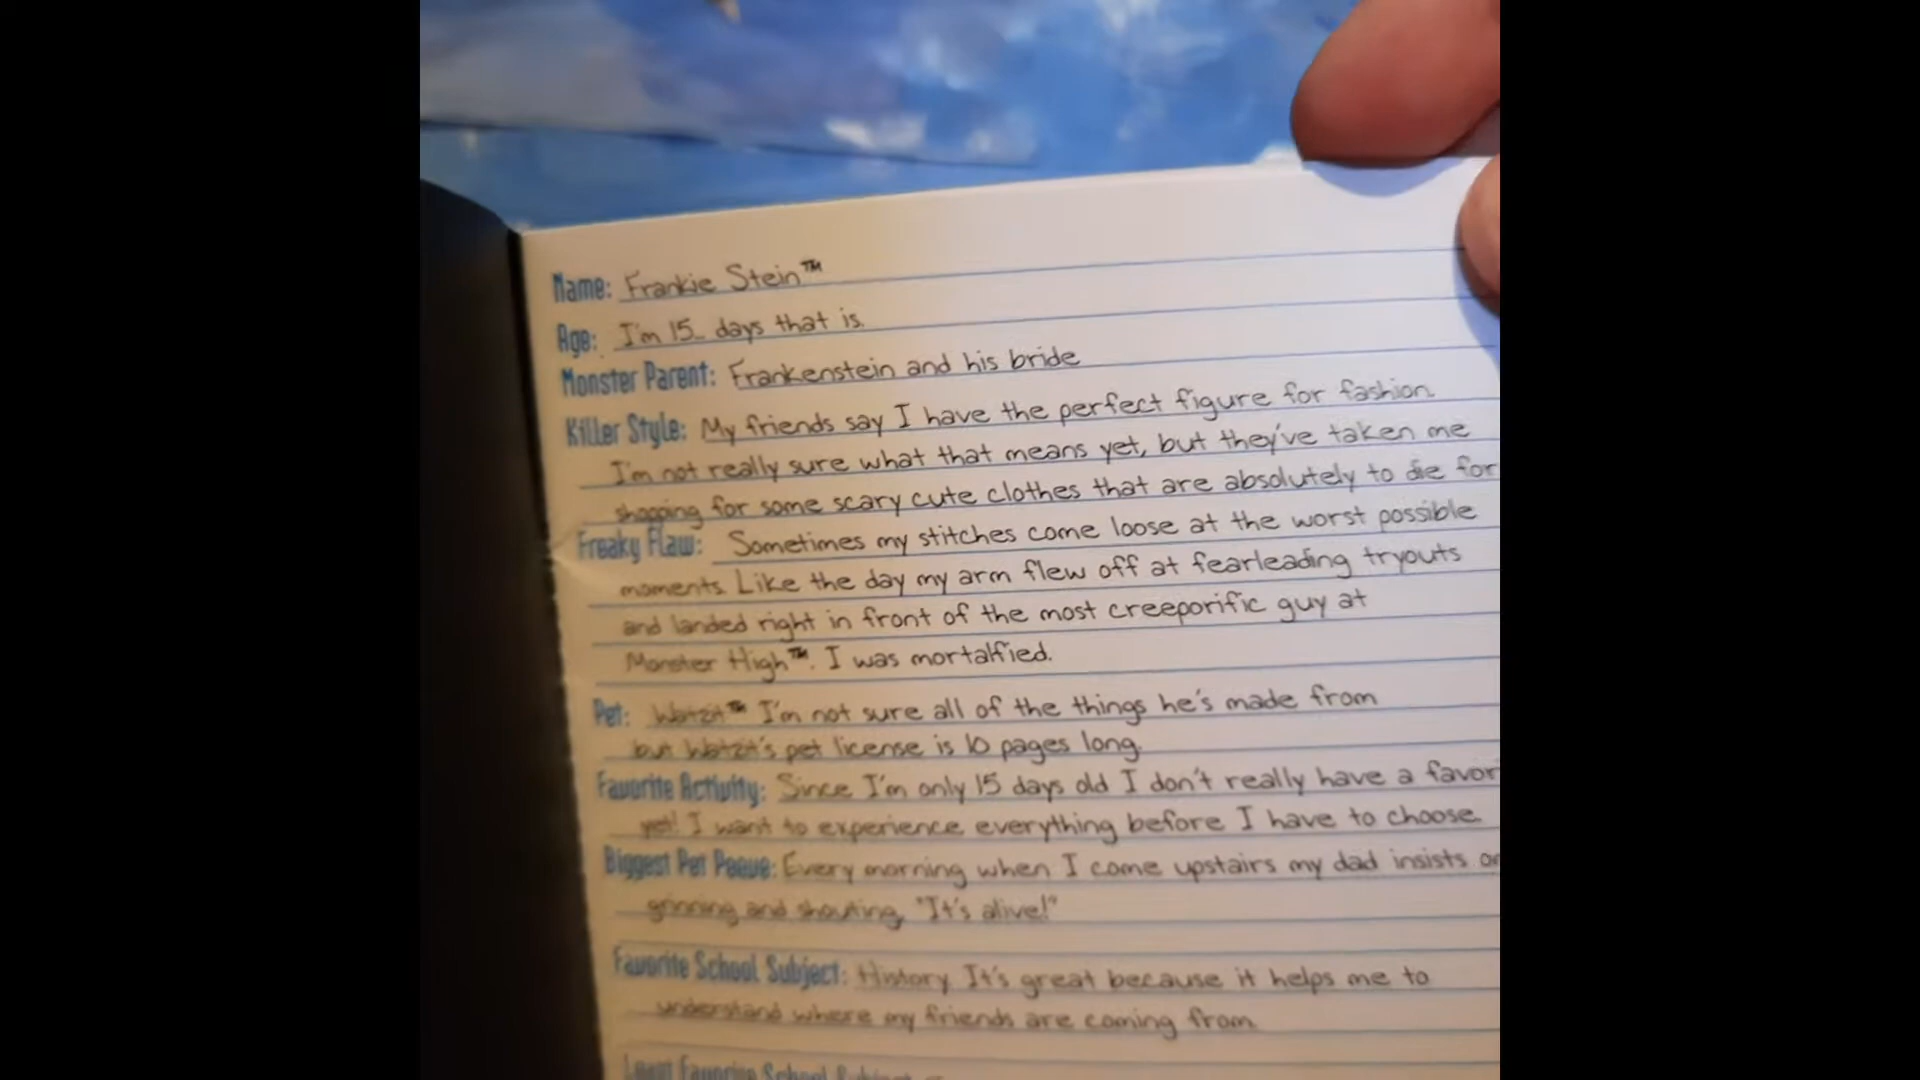 Name: Frankie Stein™
Age: I'm 15... days that is.
Monster Parent: Frankenstein and his bride
Killer Style: My friends say I have the perfect figure for fashion.
I'm not really sure what that means yet, but they've taken me
shopping for some scary cute clothes that are absolutely to die for
Freaky Flaw: Sometimes my stitches come loose at the worst possible
moments. Like the day my arm flew off at fearleading tryouts
and landed right in front of the most creeporific guy at
Monster High™. I was mortalfied.
Pet: Watzit™ I'm not sure all of the things he's made from
but Watzit's pet license is 10 pages long.
Favorite Activity: Since I'm only 15 days old I don't really have a favori
yet! I want to experience everything before I have to choose.
Biggest Pet Peeve: Every morning when I come upstairs my dad insists on
grinning and shouting, "It's alive!"
Favorite School Subject: History. It's great because it helps me to
understand where my friends are coming from.
Least Favorite School Subject